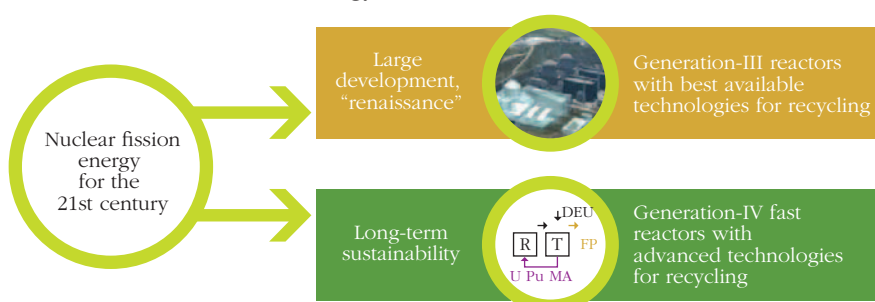 Nuclear fission
energy
for the
21st century
Large
development,
“renaissance”
Generation-III reactors
with best available
technologies for recycling
Long-term
sustainability
↓DEU
R T FP
U Pu MA
Generation-IV fast
reactors with
advanced technologies
for recycling